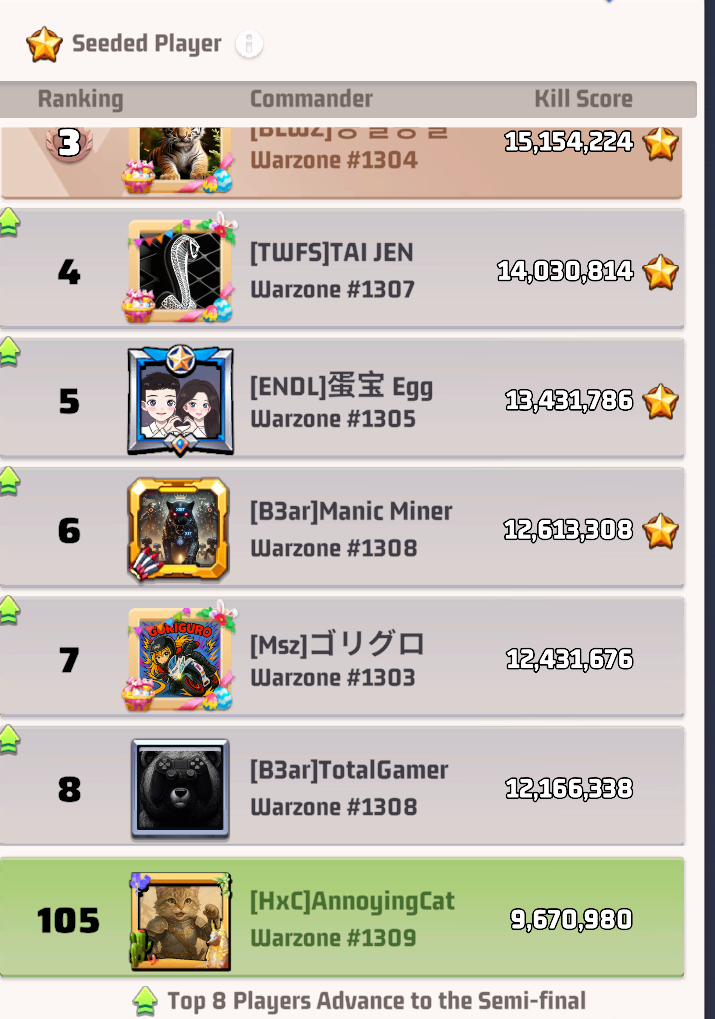 Seeded Player
Ranking Commander Kill Score
3
Warzone #1304
15,154,224
4
[TWFS]TAI JEN
Warzone #1307
14,030,814
5
[ENDL]蛋宝 Egg
Warzone #1305
13,431,786
6
[B3ar]Manic Miner
Warzone #1308
12,613,308
7
GORIGURO
[Msz]ゴリグロ
Warzone #1303
12,431,676
8
[B3ar]TotalGamer
Warzone #1308
12,166,338
105
[HxC]AnnoyingCat
Warzone #1309
9,670,980
Top 8 Players Advance to the Semi-final